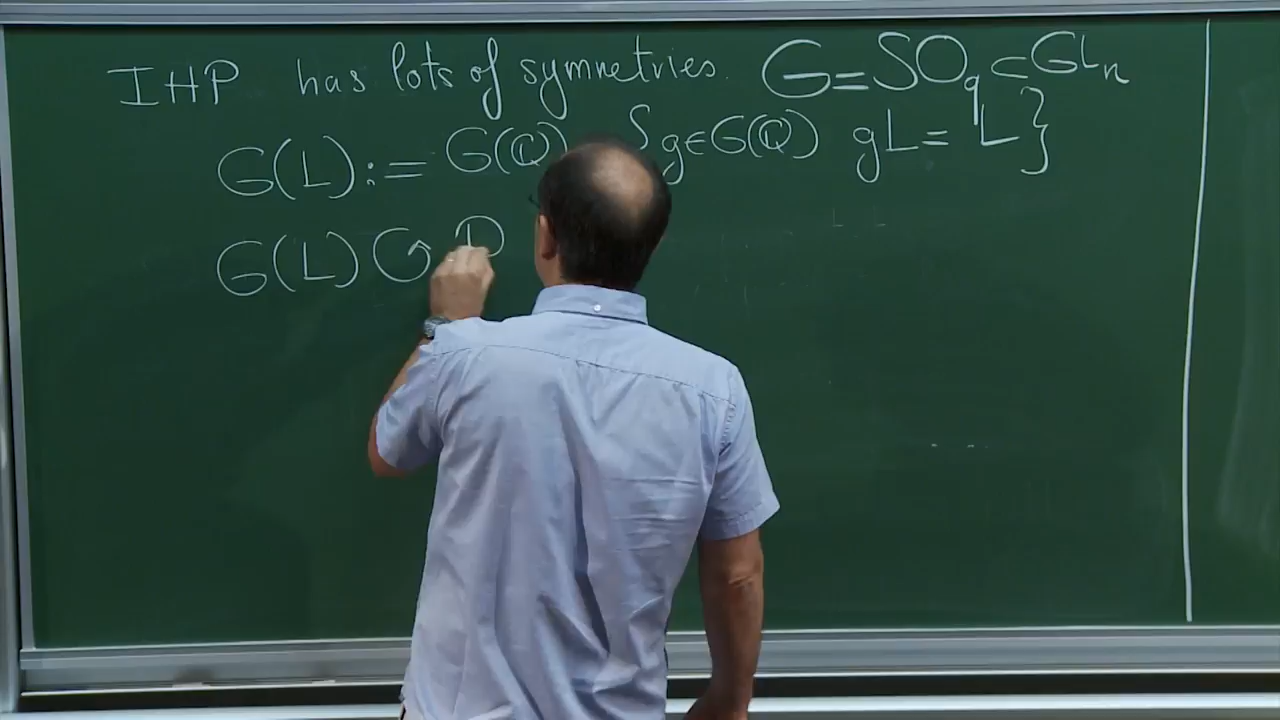 IHP has lots of symmetries. G=SO_q ⊂ GL_n
G(L):= G(Q) {g∈G(Q) gL= L}
G(L) ↺